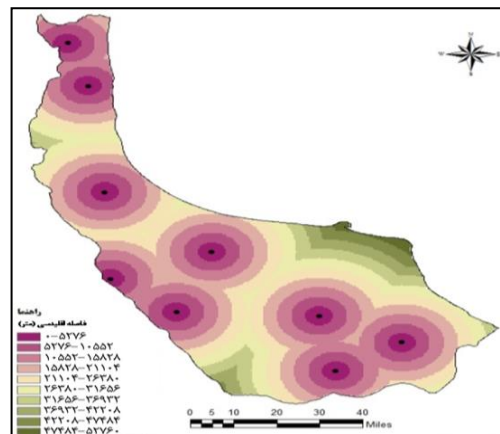 N
W
E
S
راهنما
فاصله اقلیدسی (متر)
۰-۵۲۷۶
۵۲۷۶-۱۰۵۵۲
۱۰۵۵۲-۱۵۸۲۸
۱۵۸۲۸-۲۱۱۰۴
۲۱۱۰۴-۲۶۳۸۰
۲۶۳۸۰-۳۱۶۵۶
۳۱۶۵۶-۳۶۹۳۲
۳۶۹۳۲-۴۲۲۰۸
۴۲۲۰۸-۴۷۴۸۴
۴۷۴۸۴-۵۲۷۶۰
0 5 10 20 30 40
Miles